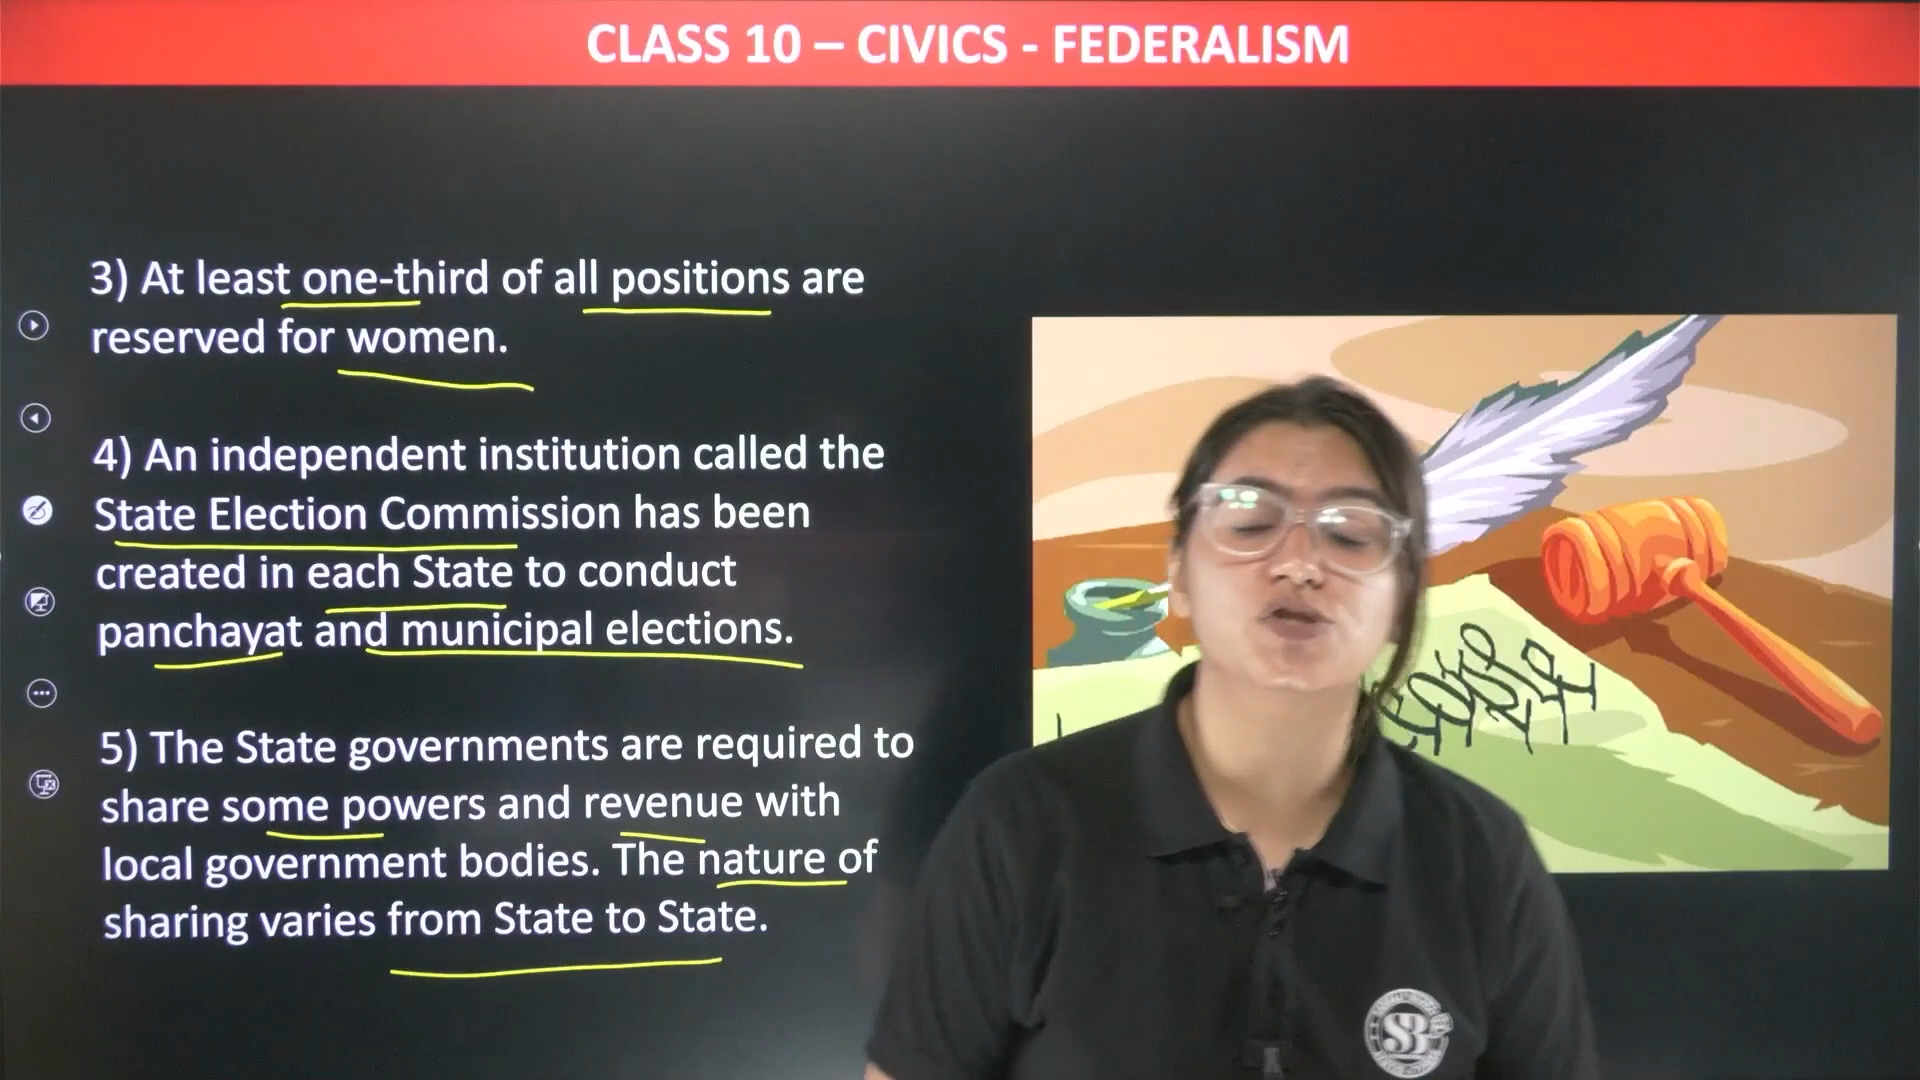 CLASS 10 – CIVICS - FEDERALISM
3) At least one-third of all positions are
reserved for women.
4) An independent institution called the
State Election Commission has been
created in each State to conduct
panchayat and municipal elections.
5) The State governments are required to
share some powers and revenue with
local government bodies. The nature of
sharing varies from State to State.
SB